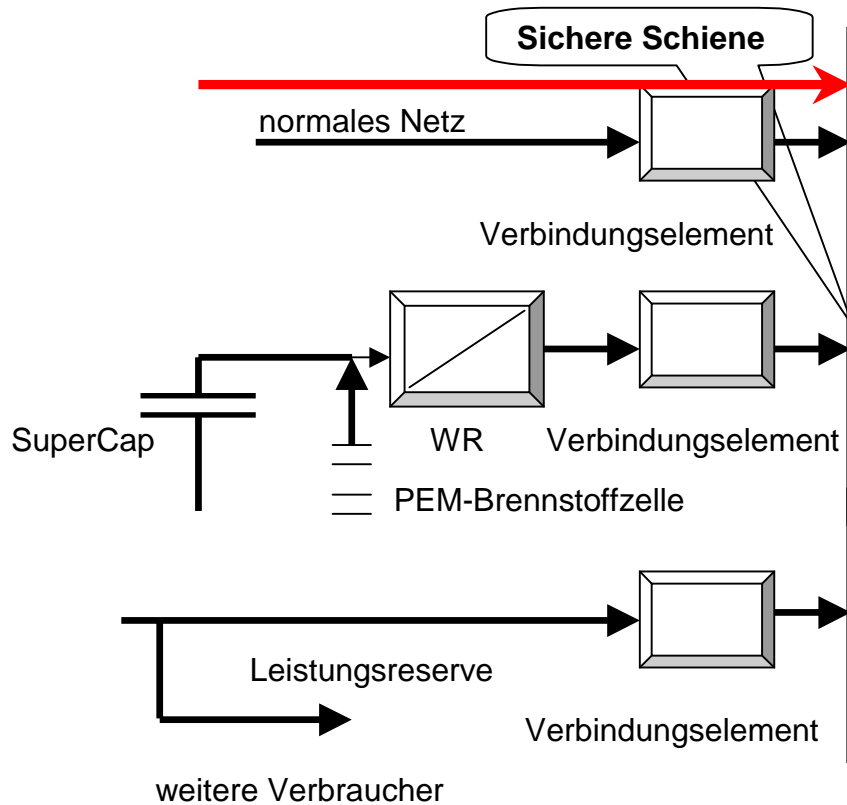 Sichere Schiene
normales Netz
Verbindungselement
SuperCap
WR
Verbindungselement
PEM-Brennstoffzelle
Leistungsreserve
Verbindungselement
weitere Verbraucher